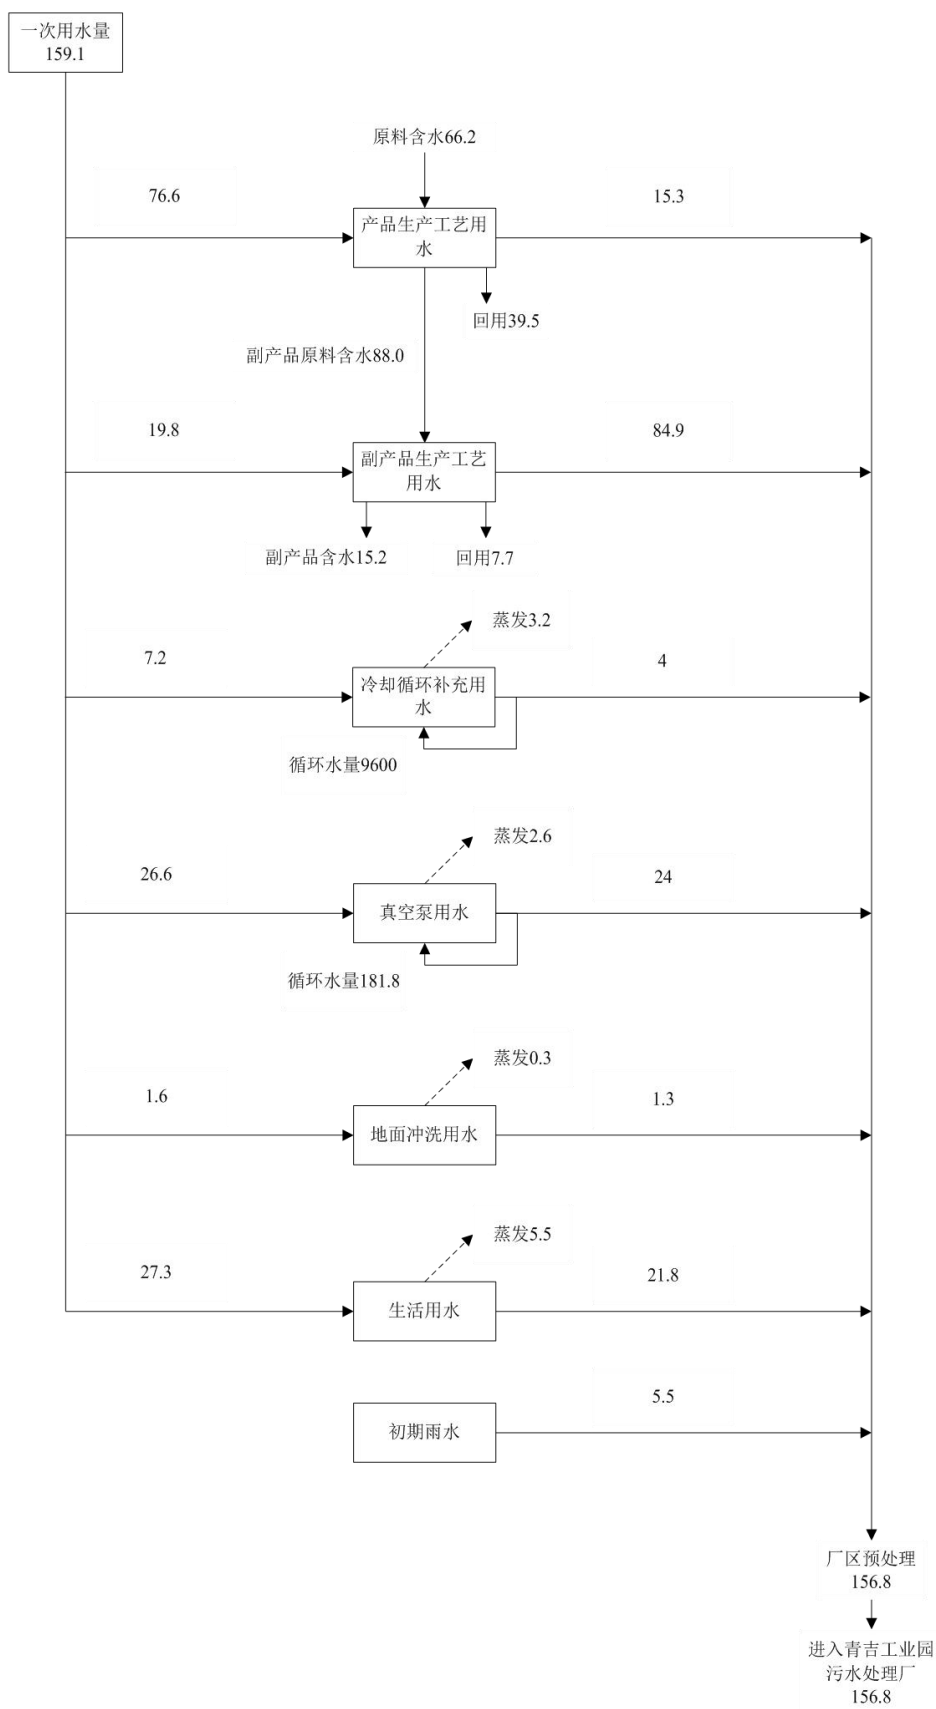 一次用水量
159.1
原料含水66.2
76.6
15.3
产品生产工艺用
水
回用39.5
副产品原料含水88.0
19.8
84.9
副产品生产工艺
用水
副产品含水15.2
回用7.7
蒸发3.2
7.2
4
冷却循环补充用
水
循环水量9600
蒸发2.6
26.6
24
真空泵用水
循环水量181.8
蒸发0.3
1.6
1.3
地面冲洗用水
蒸发5.5
27.3
21.8
生活用水
5.5
初期雨水
厂区预处理
156.8
进入青吉工业园
污水处理厂
156.8